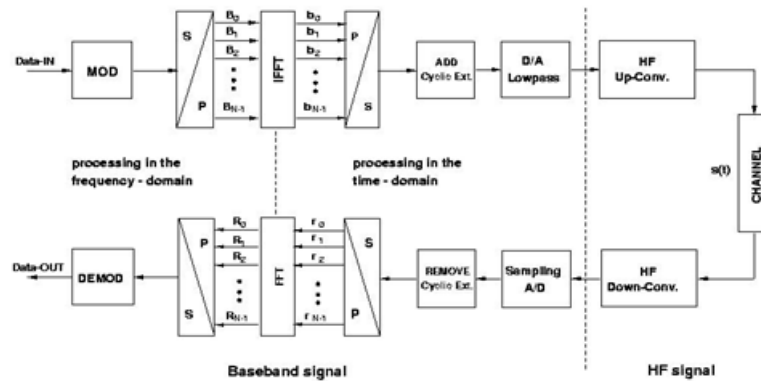 Data-IN
MOD
S
P
B0
B1
B2
BN-1
IFFT
b0
b1
b2
bN-1
P
S
ADD
Cyclic Ext.
D/A
Lowpass
HF
Up-Conv.
processing in the
frequency - domain
processing in the
time - domain
s(t)
CHANNEL
Data-OUT
DEMOD
P
S
R0
R1
R2
RN-1
FFT
r0
r1
r2
rN-1
S
P
REMOVE
Cyclic Ext.
Sampling
A/D
HF
Down-Conv.
Baseband signal
HF signal